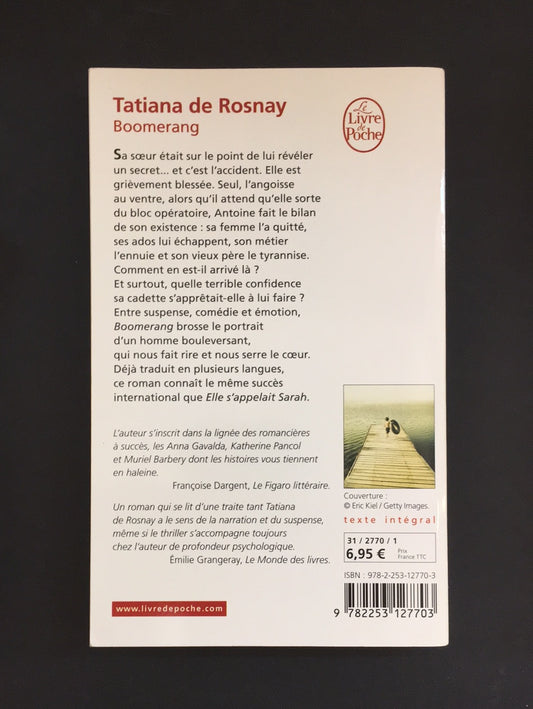 Tatiana de Rosnay
Boomerang
Le
Livre
de
Poche
Sa sœur était sur le point de lui révéler
un secret... et c'est l'accident. Elle est
grièvement blessée. Seul, l'angoisse
au ventre, alors qu'il attend qu'elle sorte
du bloc opératoire, Antoine fait le bilan
de son existence : sa femme l'a quitté,
ses ados lui échappent, son métier
l'ennuie et son vieux père le tyrannise.
Comment en est-il arrivé là ?
Et surtout, quelle terrible confidence
sa cadette s'apprêtait-elle à lui faire ?
Entre suspense, comédie et émotion,
Boomerang brosse le portrait
d'un homme bouleversant,
qui nous fait rire et nous serre le cœur.
Déjà traduit en plusieurs langues,
ce roman connaît le même succès
international que Elle s'appelait Sarah.
L'auteur s'inscrit dans la lignée des romancières
à succès, les Anna Gavalda, Katherine Pancol
et Muriel Barbery dont les histoires vous tiennent
en haleine.
Françoise Dargent, Le Figaro littéraire.
Un roman qui se lit d'une traite tant Tatiana
de Rosnay a le sens de la narration et du suspense,
même si le thriller s'accompagne toujours
chez l'auteur de profondeur psychologique.
Émilie Grangeray, Le Monde des livres.
www.livredepoche.com
Couverture :
© Eric Kiel / Getty Images.
texte intégral
31 / 2770 / 1
6,95 € Prix
France TTC
ISBN : 978-2-253-12770-3
9 782253 127703